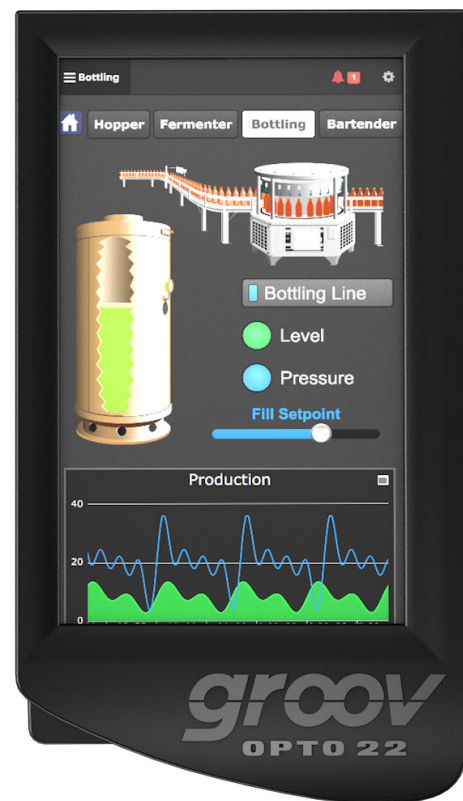 Bottling
1
Hopper Fermenter Bottling Bartender
Bottling Line
Level
Pressure
Fill Setpoint
Production
40
20
0
groov
OPTO 22